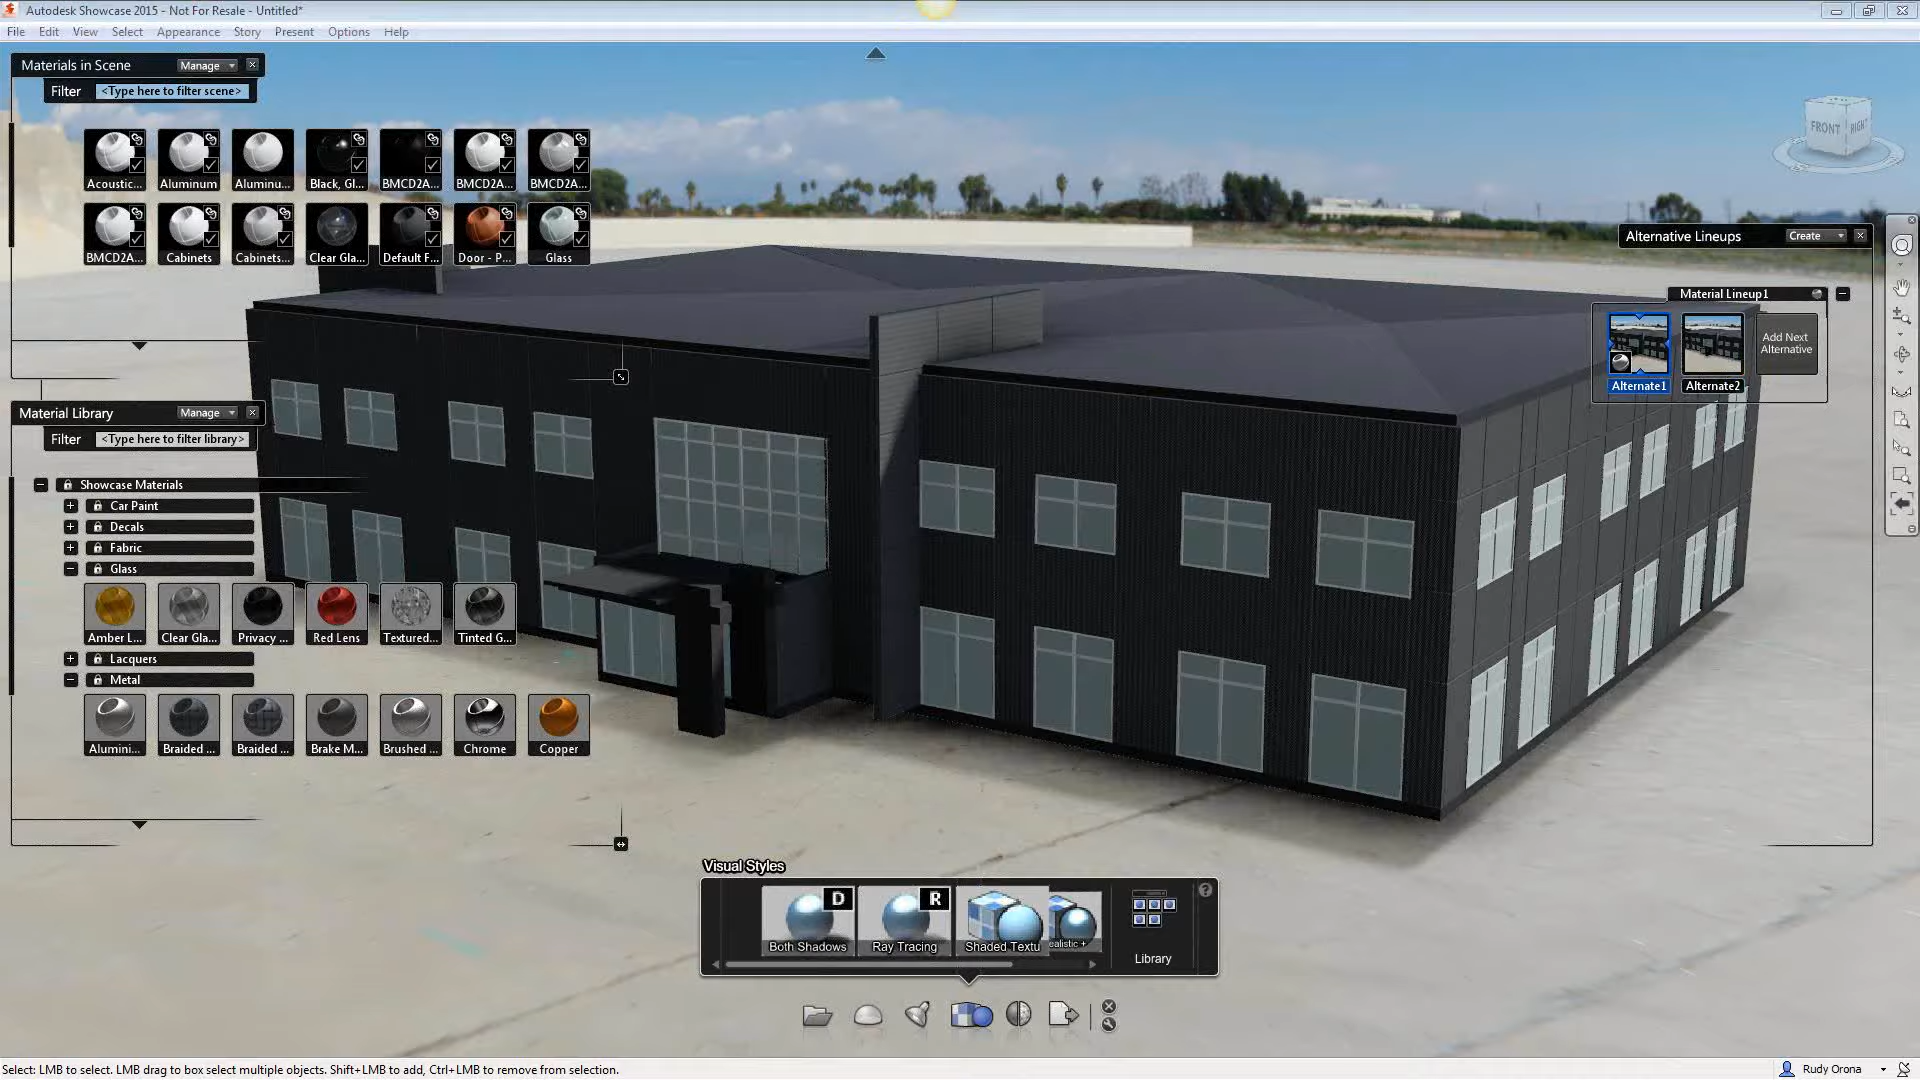 Autodesk Showcase 2015 - Not For Resale - Untitled*
File Edit View Select Appearance Story Present Options Help
Materials in Scene Manage
Filter <Type here to filter scene>
Acoustic... Aluminum Aluminu... Black, Gl... BMCD2A... BMCD2A... BMCD2A...
BMCD2A... Cabinets Cabinets... Clear Gla... Default F... Door - P... Glass
FRONT RIGHT
Alternative Lineups Create
Material Lineup1
Add Next
Alternative
Alternate1 Alternate2
Material Library Manage
Filter <Type here to filter library>
Showcase Materials
Car Paint
Decals
Fabric
Glass
Amber L... Clear Gla... Privacy ... Red Lens Textured... Tinted G...
Lacquers
Metal
Alumini... Braided ... Braided ... Brake M... Brushed ... Chrome Copper
Visual Styles
D R
Both Shadows Ray Tracing Shaded Textu ealistic +
Library
Select: LMB to select. LMB drag to box select multiple objects. Shift+LMB to add, Ctrl+LMB to remove from selection.
Rudy Orona